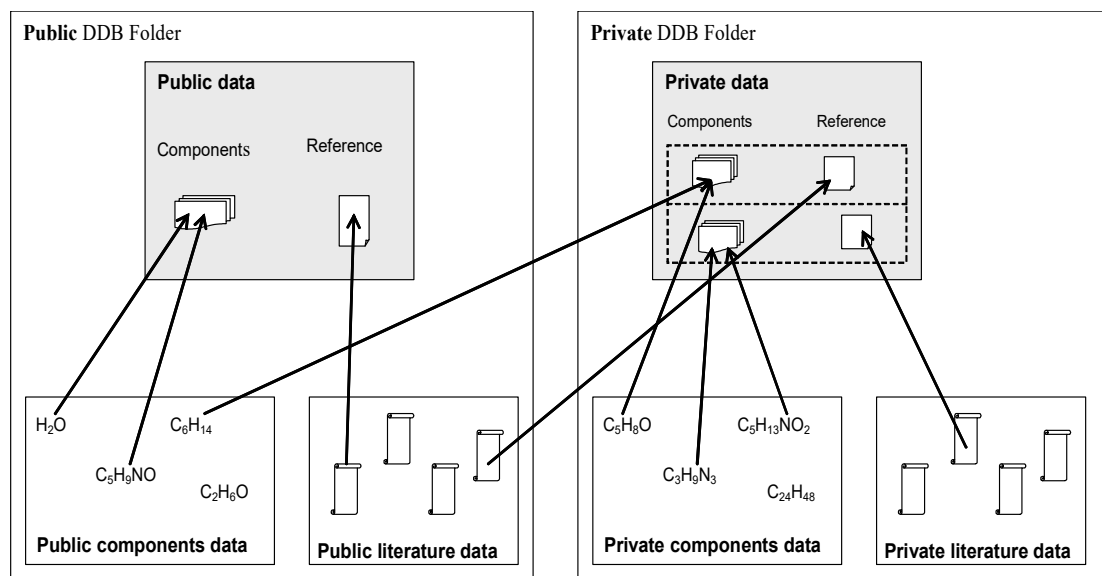 Public DDB Folder
Public data
Components
Reference
H₂O
C₆H₁₄
C₅H₉NO
C₂H₆O
Public components data
Public literature data
Private DDB Folder
Private data
Components
Reference
C₅H₈O
C₅H₁₃NO₂
C₃H₉N₃
C₂₄H₄₈
Private components data
Private literature data